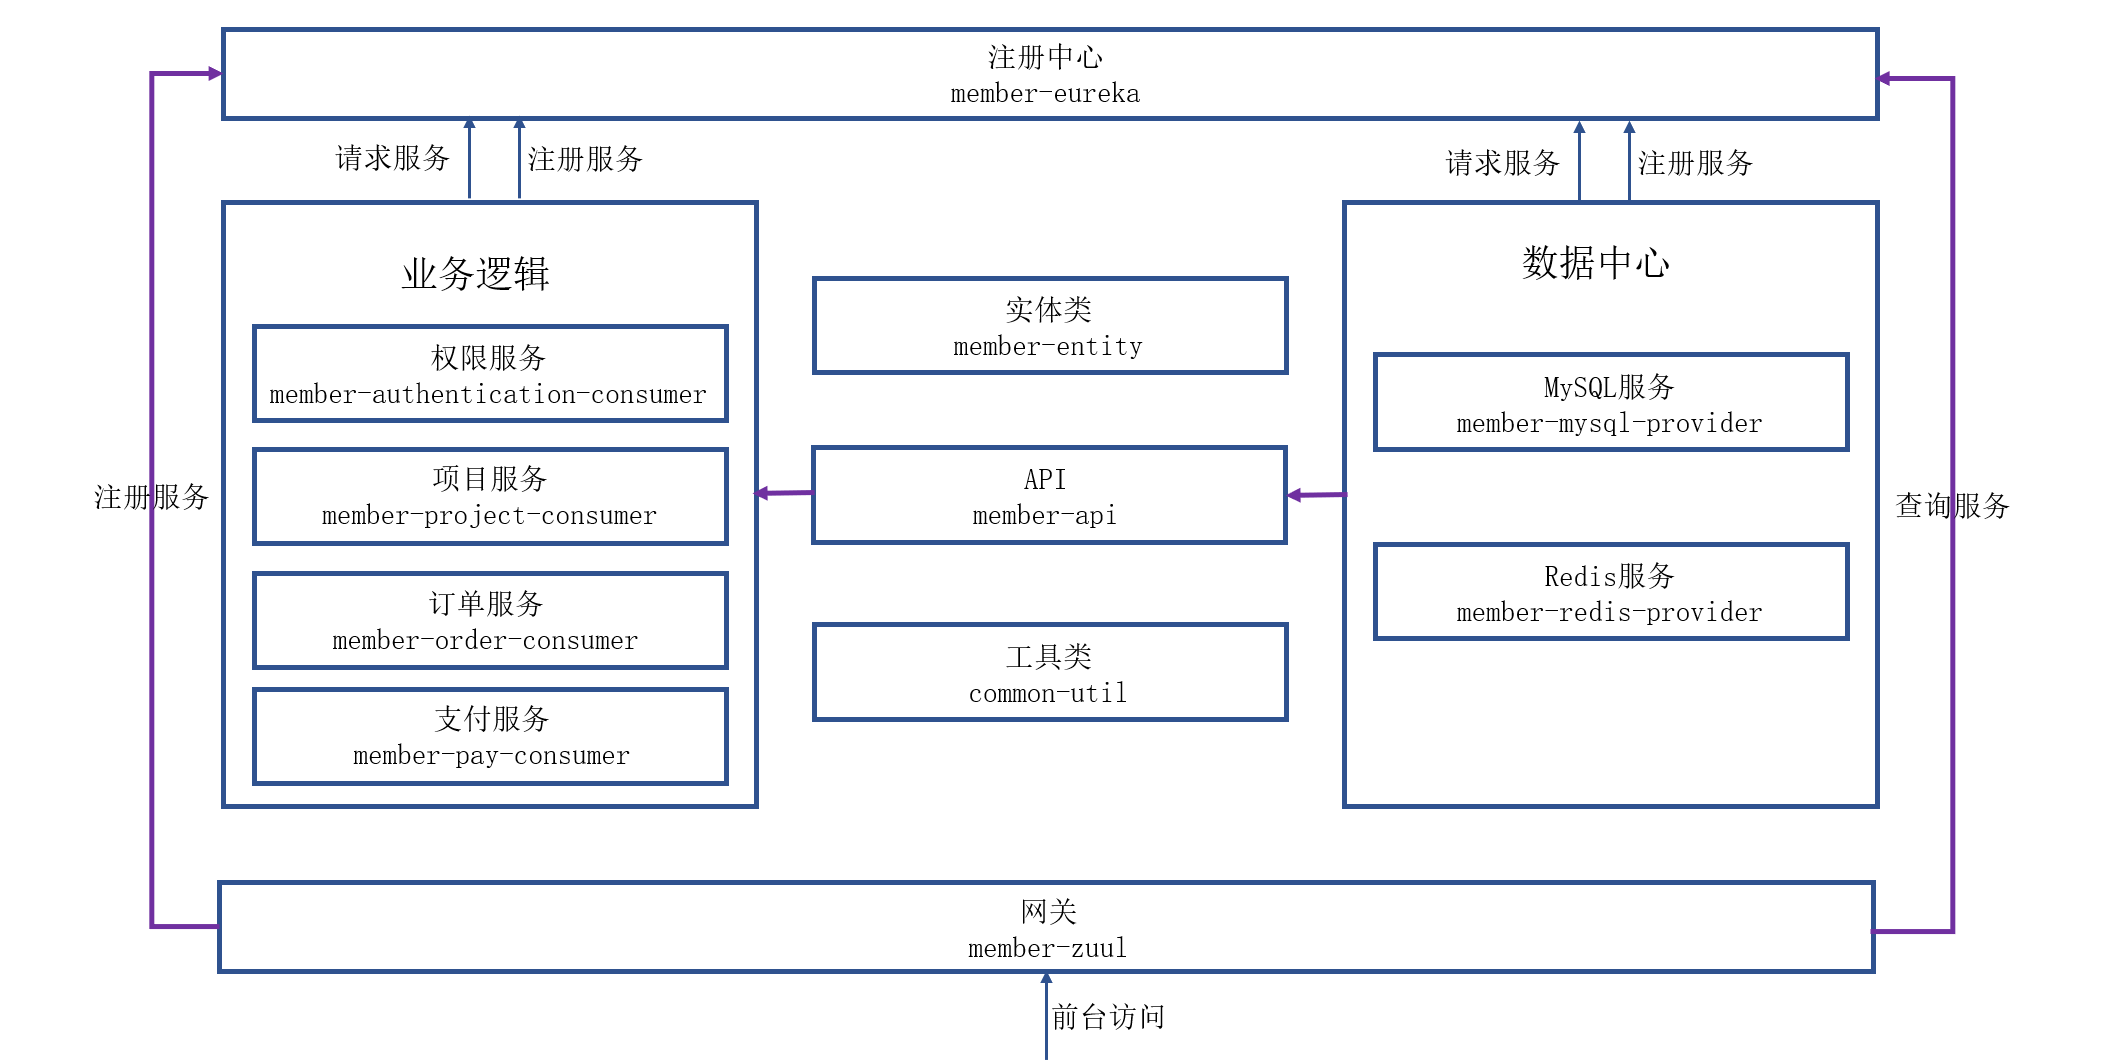 注册中心
member-eureka
请求服务
注册服务
请求服务
注册服务
业务逻辑
权限服务
member-authentication-consumer
项目服务
member-project-consumer
订单服务
member-order-consumer
支付服务
member-pay-consumer
实体类
member-entity
API
member-api
工具类
common-util
数据中心
MySQL服务
member-mysql-provider
Redis服务
member-redis-provider
注册服务
查询服务
网关
member-zuul
前台访问